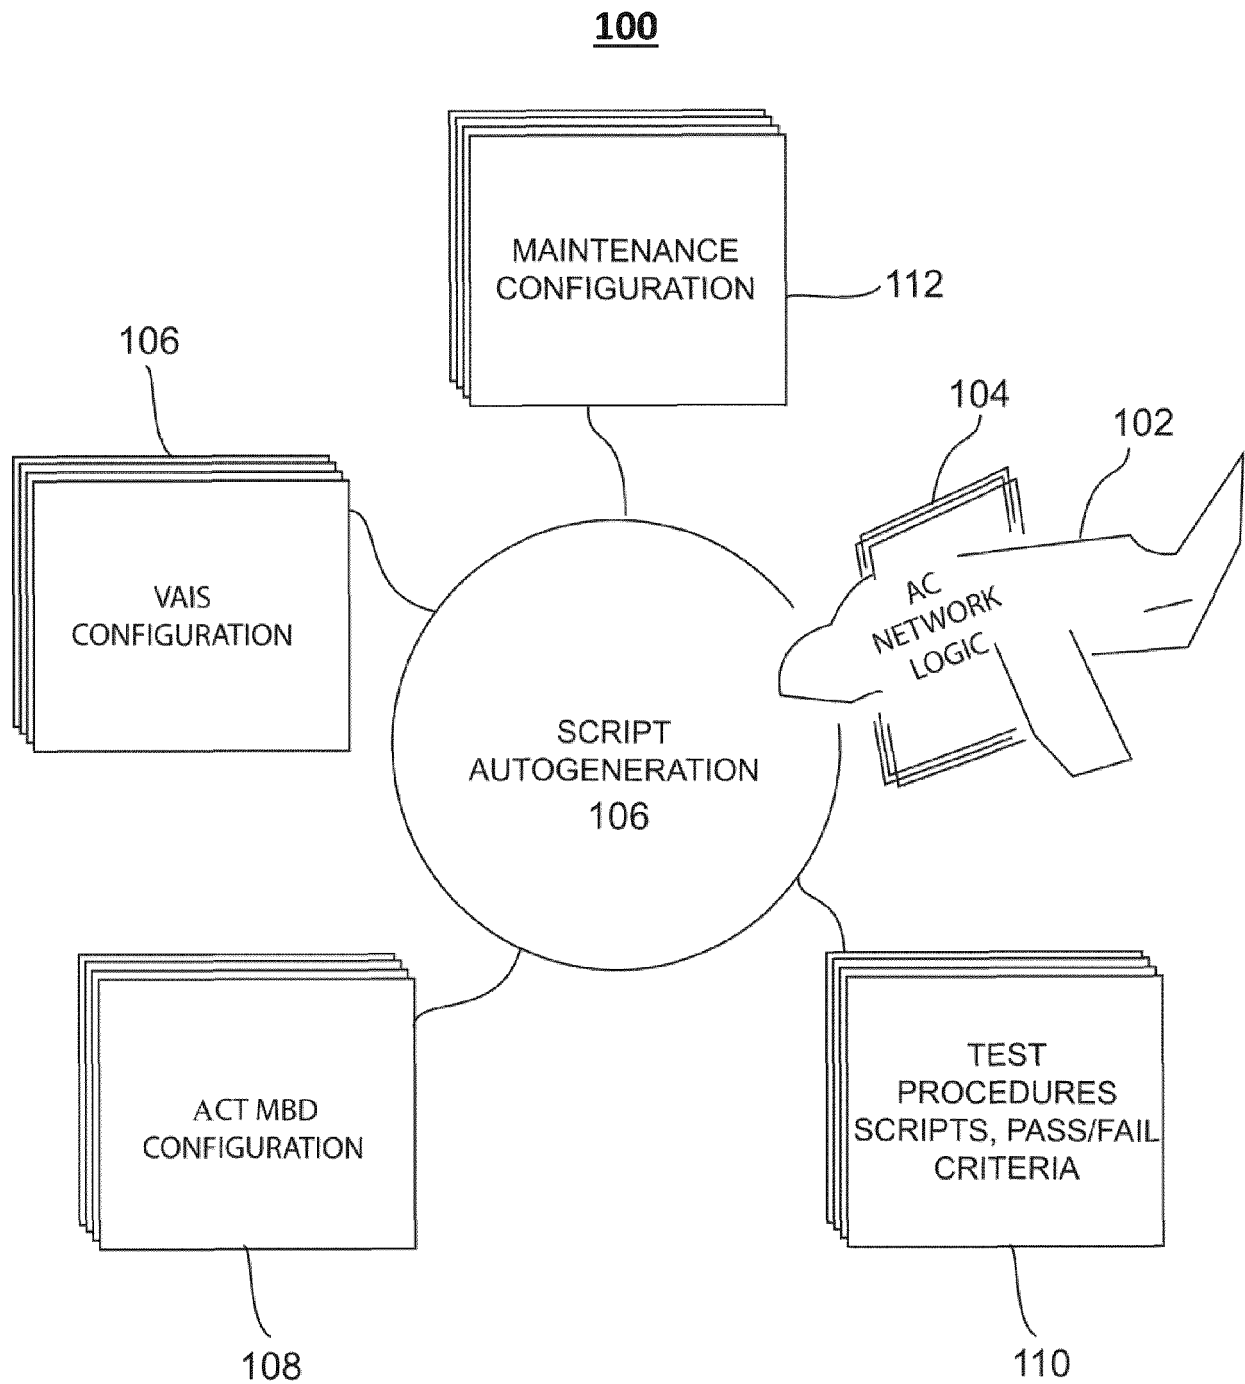 100
MAINTENANCE
CONFIGURATION
112
106
VAIS
CONFIGURATION
104
102
AC
NETWORK
LOGIC
SCRIPT
AUTOGENERATION
106
ACT MBD
CONFIGURATION
108
TEST
PROCEDURES
SCRIPTS, PASS/FAIL
CRITERIA
110